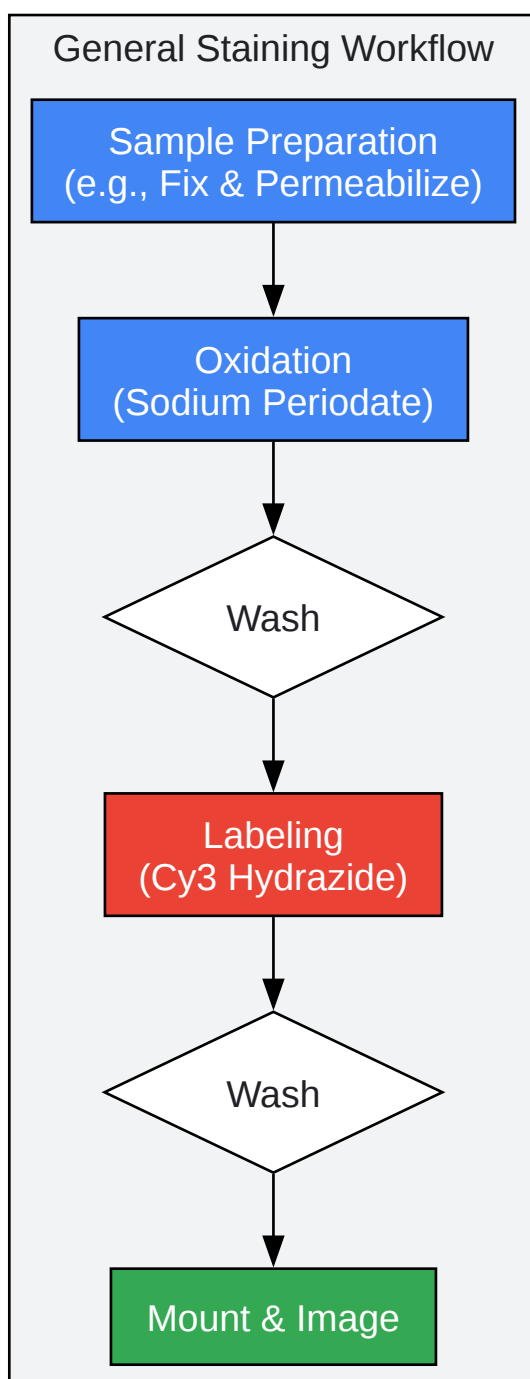 General Staining Workflow
Sample Preparation
(e.g., Fix & Permeabilize)
Oxidation
(Sodium Periodate)
Wash
Labeling
(Cy3 Hydrazide)
Wash
Mount & Image